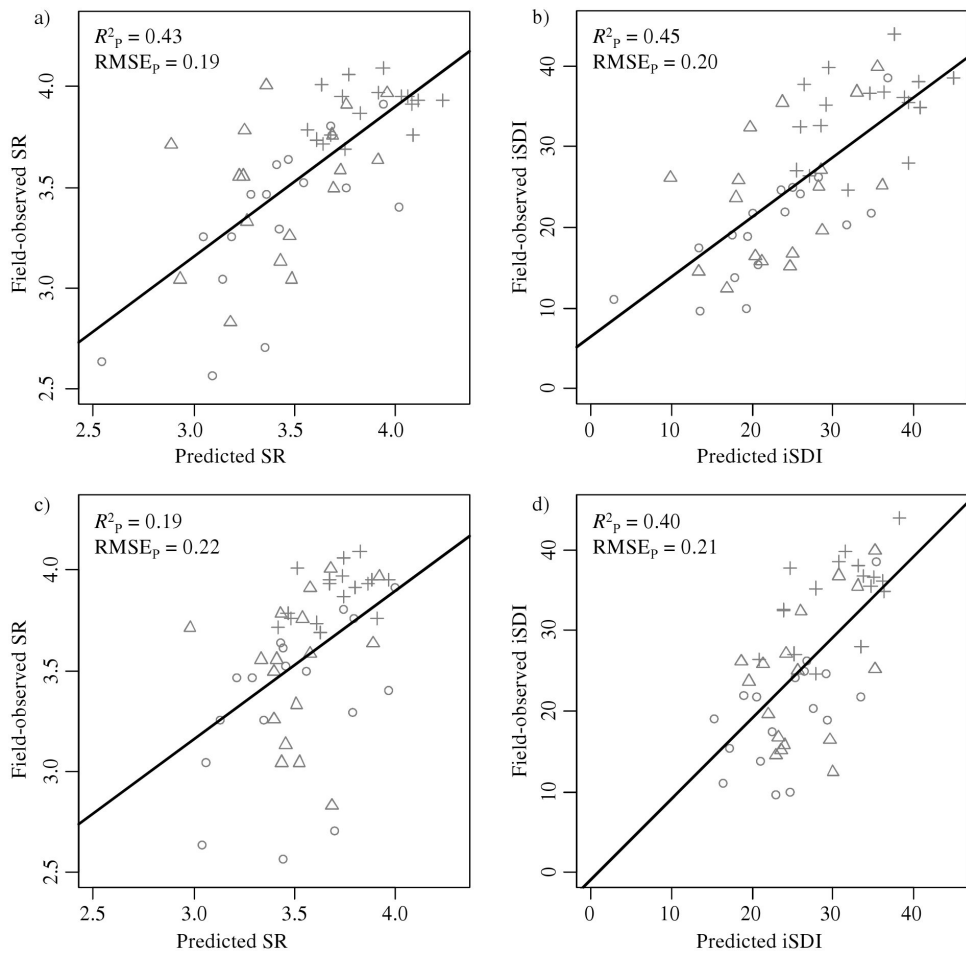 a)
R²P = 0.43
RMSEP = 0.19
Field-observed SR
4.0
3.5
3.0
2.5
2.5 3.0 3.5 4.0
Predicted SR
b)
R²P = 0.45
RMSEP = 0.20
Field-observed iSDI
40
30
20
10
0
0 10 20 30 40
Predicted iSDI
c)
R²P = 0.19
RMSEP = 0.22
Field-observed SR
4.0
3.5
3.0
2.5
2.5 3.0 3.5 4.0
Predicted SR
d)
R²P = 0.40
RMSEP = 0.21
Field-observed iSDI
40
30
20
10
0
0 10 20 30 40
Predicted iSDI